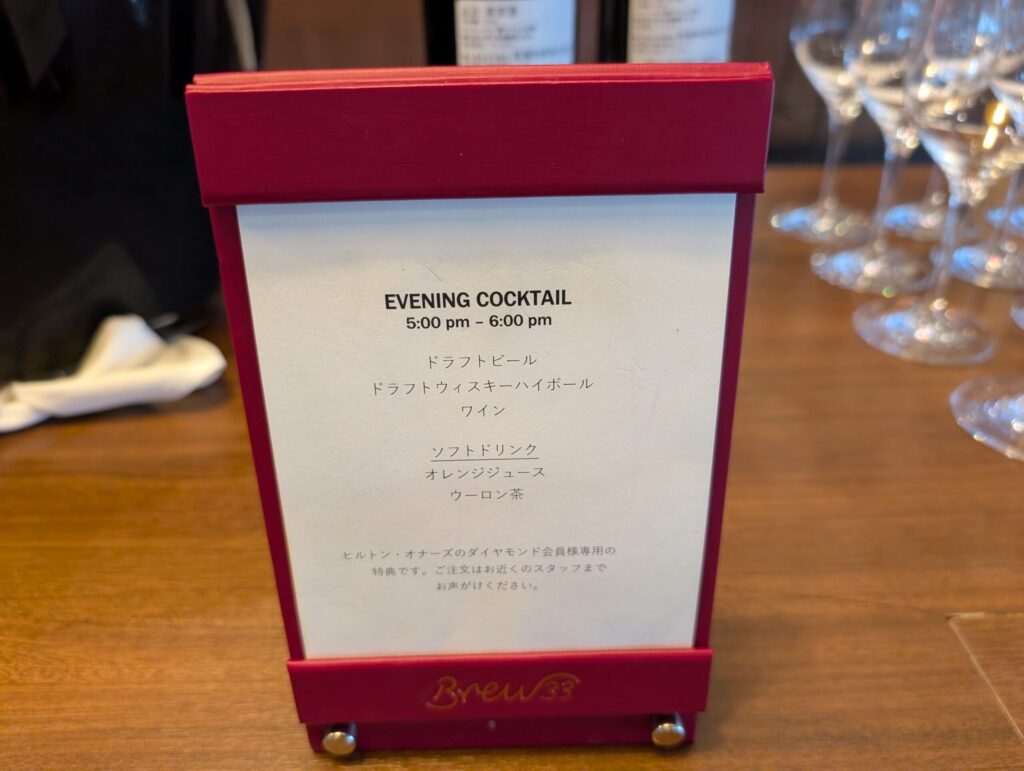 EVENING COCKTAIL
5:00 pm – 6:00 pm
ドラフトビール
ドラフトウィスキーハイボール
ワイン
ソフトドリンク
オレンジジュース
ウーロン茶
ヒルトン・オナーズのダイヤモンド会員様専用の
特典です。ご注文はお近くのスタッフまで
お声がけください。
Brew33